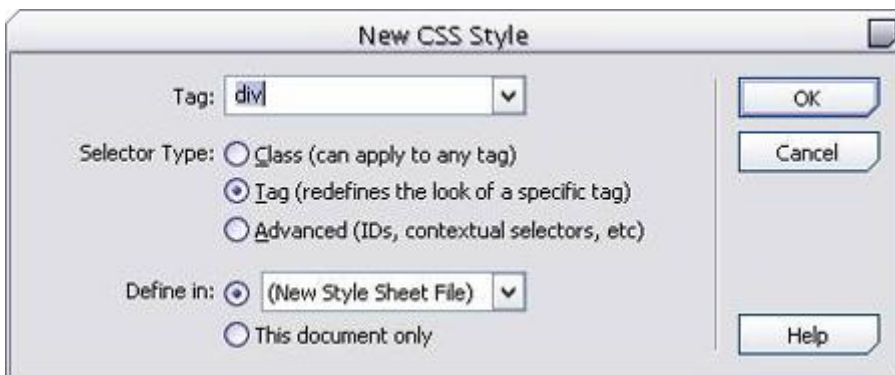 New CSS Style
Tag: div
OK
Selector Type: Class (can apply to any tag)
Cancel
Tag (redefines the look of a specific tag)
Advanced (IDs, contextual selectors, etc)
Define in: (New Style Sheet File)
This document only
Help